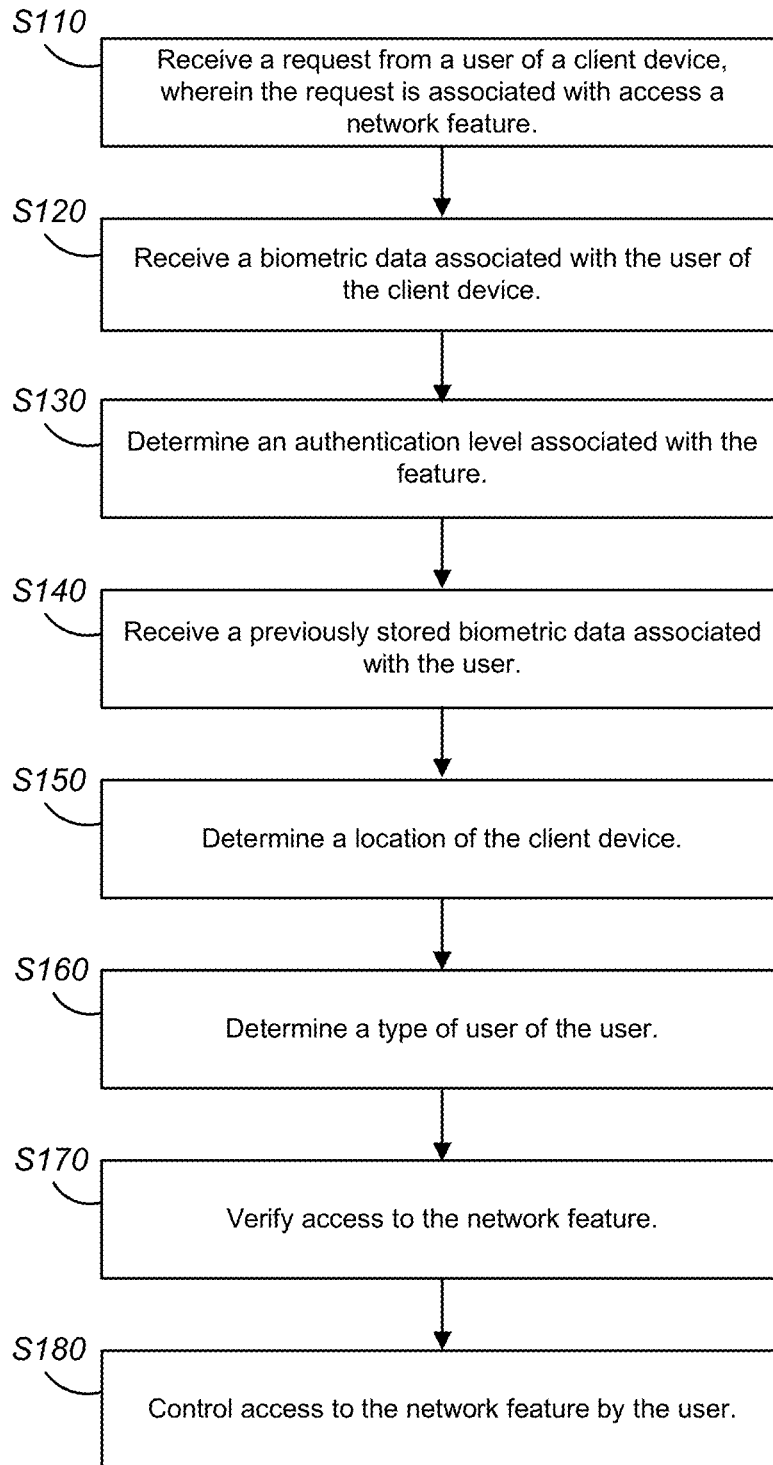 S110
Receive a request from a user of a client device,
wherein the request is associated with access a
network feature.
S120
Receive a biometric data associated with the user of
the client device.
S130
Determine an authentication level associated with the
feature.
S140
Receive a previously stored biometric data associated
with the user.
S150
Determine a location of the client device.
S160
Determine a type of user of the user.
S170
Verify access to the network feature.
S180
Control access to the network feature by the user.